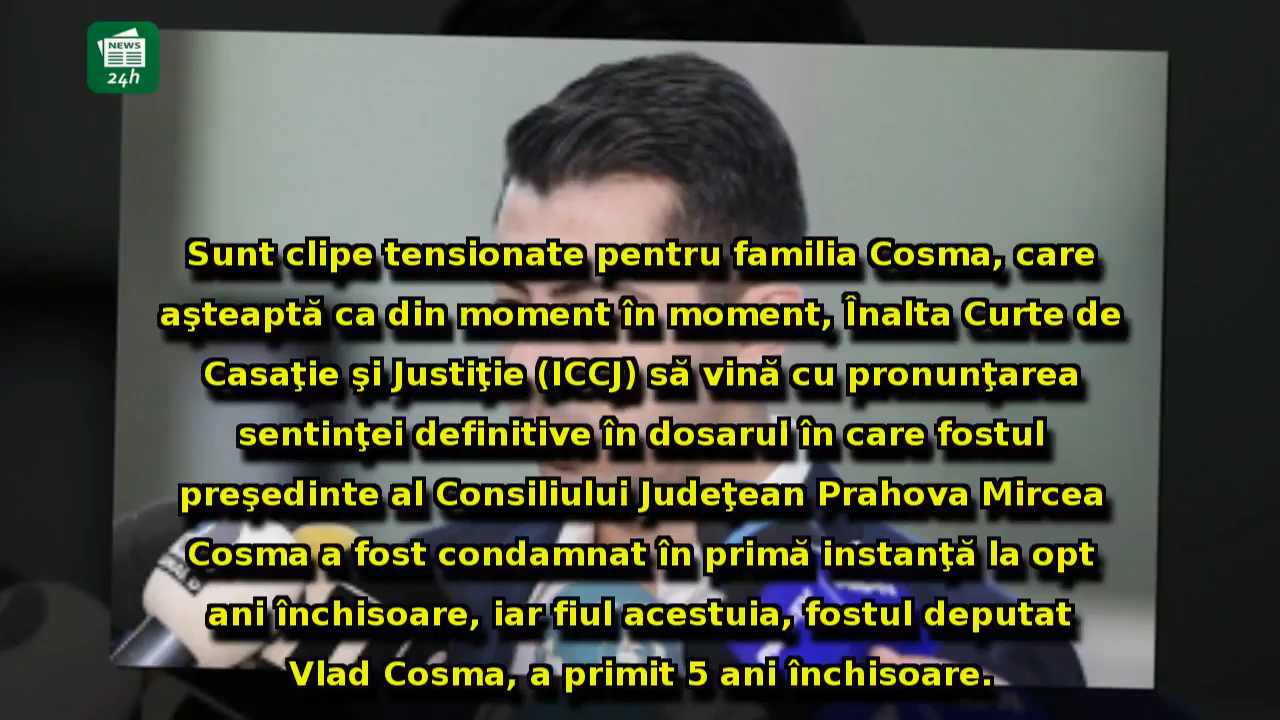 NEWS
24h
Sunt clipe tensionate pentru familia Cosma, care
aşteaptă ca din moment în moment, Înalta Curte de
Casaţie şi Justiţie (ICCJ) să vină cu pronunţarea
sentinţei definitive în dosarul în care fostul
preşedinte al Consiliului Judeţean Prahova Mircea
Cosma a fost condamnat în primă instanţă la opt
ani închisoare, iar fiul acestuia, fostul deputat
Vlad Cosma, a primit 5 ani închisoare.